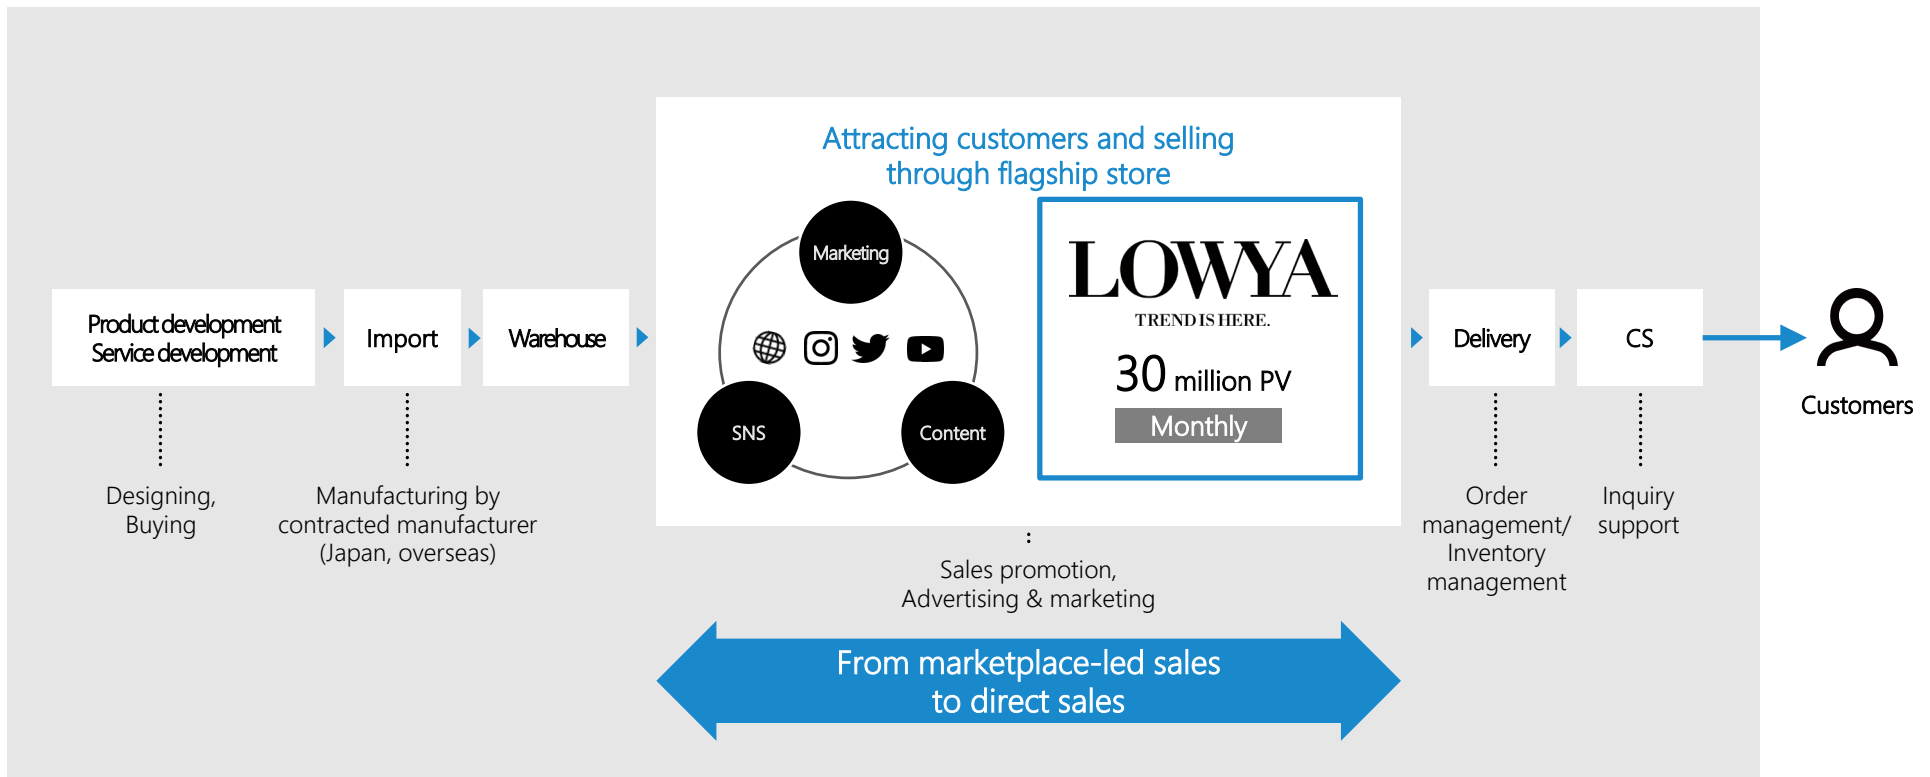 Attracting customers and selling
through flagship store
Marketing
SNS
Content
LOWYA
TREND IS HERE.
30 million PV
Monthly
Product development
Service development
Import
Warehouse
Delivery
CS
Customers
Designing,
Buying
Manufacturing by
contracted manufacturer
(Japan, overseas)
Sales promotion,
Advertising & marketing
Order
management/
Inventory
management
Inquiry
support
From marketplace-led sales
to direct sales